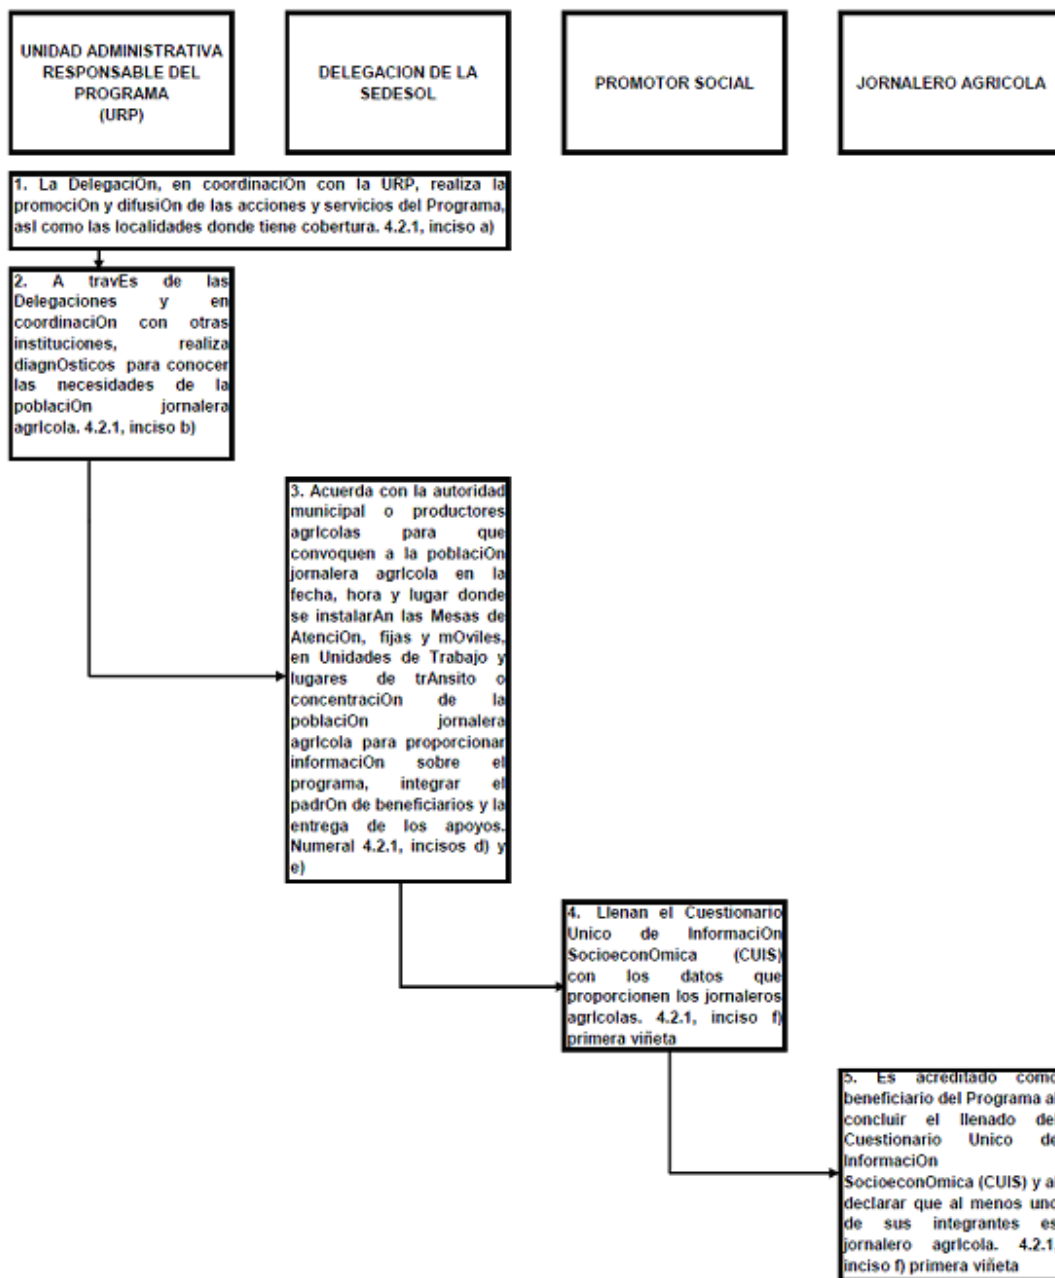 UNIDAD ADMINISTRATIVA
RESPONSABLE DEL
PROGRAMA
(URP)
DELEGACION DE LA
SEDESOL
PROMOTOR SOCIAL
JORNALERO AGRICOLA
1. La DelegaciOn, en coordinaciOn con la URP, realiza la
promociOn y difusiOn de las acciones y servicios del Programa,
asI como las localidades donde tiene cobertura. 4.2.1, inciso a)
2. A travEs de las
Delegaciones y en
coordinaciOn con otras
instituciones, realiza
diagnOsticos para conocer
las necesidades de la
poblaciOn jornalera
agrIcola. 4.2.1, inciso b)
3. Acuerda con la autoridad
municipal o productores
agrIcolas para que
convoquen a la poblaciOn
jornalera agrIcola en la
fecha, hora y lugar donde
se instalarAn las Mesas de
AtenciOn, fijas y mOviles,
en Unidades de Trabajo y
lugares de trAnsito o
concentraciOn de la
poblaciOn jornalera
agrIcola para proporcionar
informaciOn sobre el
programa, integrar el
padrOn de beneficiarios y la
entrega de los apoyos.
Numeral 4.2.1, incisos d) y
e)
4. Llenan el Cuestionario
Unico de InformaciOn
SocioeconOmica (CUIS)
con los datos que
proporcionen los jornaleros
agrIcolas. 4.2.1, inciso f)
primera viñeta
5. Es acreditado como
beneficiario del Programa al
concluir el llenado del
Cuestionario Unico de
InformaciOn
SocioeconOmica (CUIS) y al
declarar que al menos uno
de sus integrantes es
jornalero agrIcola. 4.2.1,
inciso f) primera viñeta